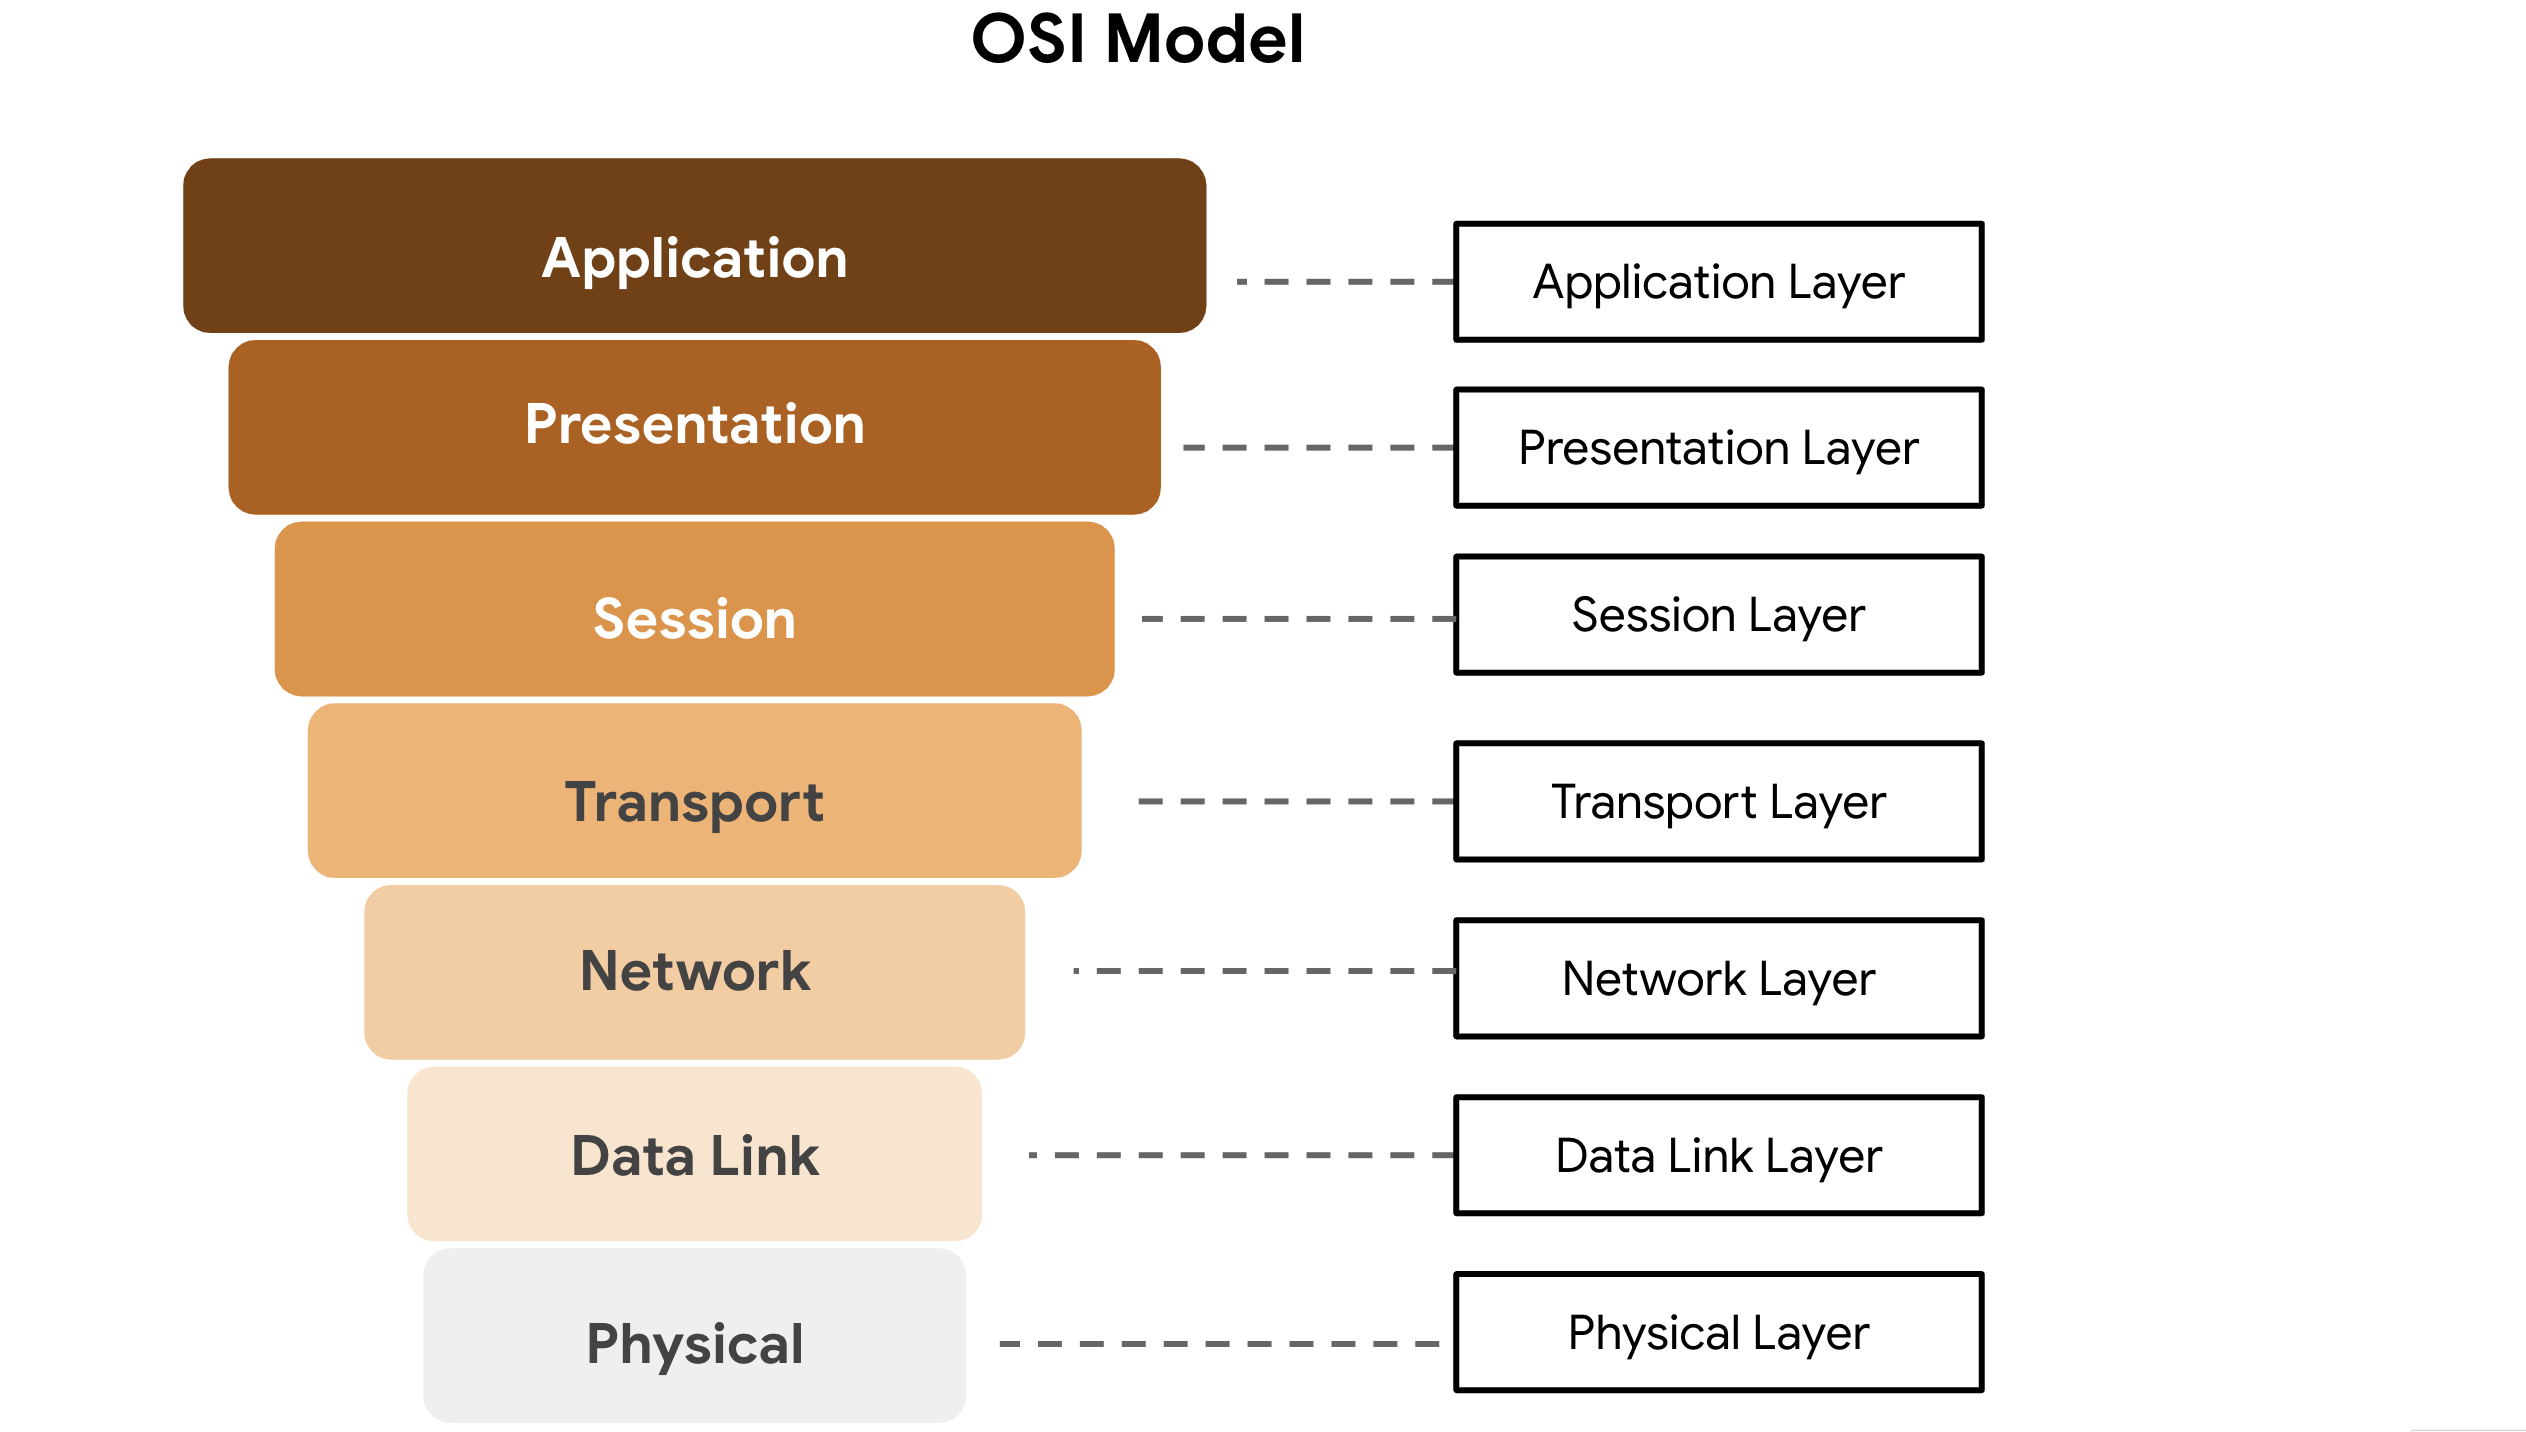 OSI Model
Application
Application Layer
Presentation
Presentation Layer
Session
Session Layer
Transport
Transport Layer
Network
Network Layer
Data Link
Data Link Layer
Physical
Physical Layer